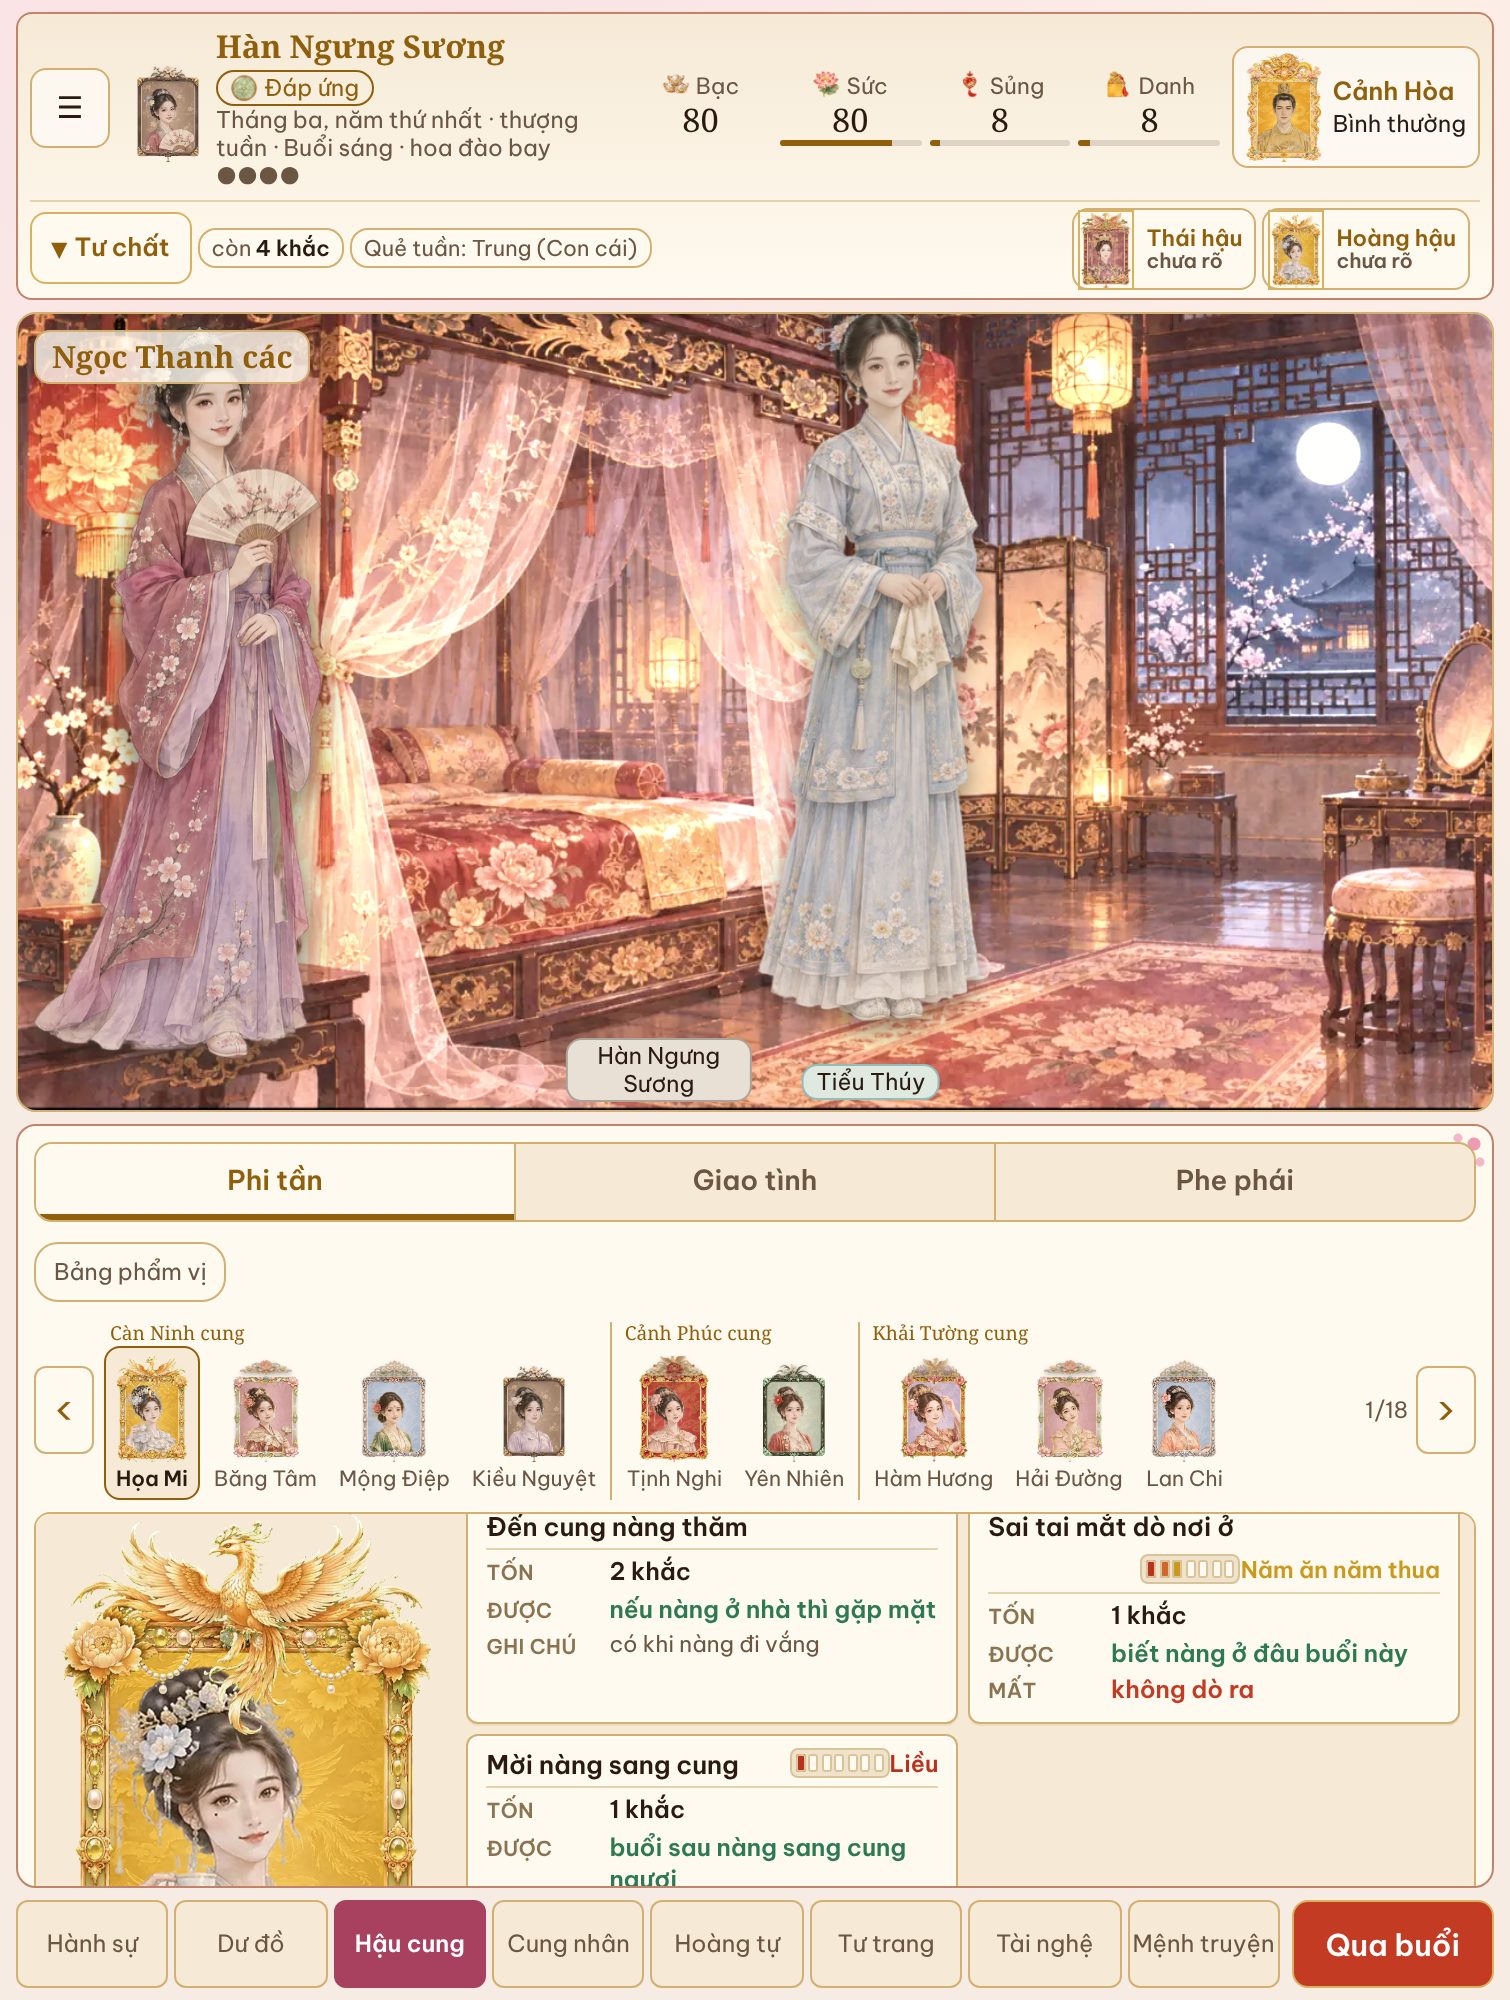 Hàn Ngưng Sương
Đáp ứng
Tháng ba, năm thứ nhất · thượng
tuần · Buổi sáng · hoa đào bay
Bạc
80
Sức
80
Sủng
8
Danh
8
Cảnh Hòa
Bình thường
▼ Tư chất
còn 4 khắc
Quẻ tuần: Trung (Con cái)
Thái hậu
chưa rõ
Hoàng hậu
chưa rõ
Ngọc Thanh các
Hàn Ngưng
Sương
Tiểu Thúy
Phi tần
Giao tình
Phe phái
Bảng phẩm vị
Càn Ninh cung
Cảnh Phúc cung
Khải Tường cung
Họa Mi
Băng Tâm
Mộng Điệp
Kiều Nguyệt
Tịnh Nghi
Yên Nhiên
Hàm Hương
Hải Đường
Lan Chi
1/18
Đến cung nàng thăm
TỐN 2 khắc
ĐƯỢC nếu nàng ở nhà thì gặp mặt
GHI CHÚ có khi nàng đi vắng
Sai tai mắt dò nơi ở
Năm ăn năm thua
TỐN 1 khắc
ĐƯỢC biết nàng ở đâu buổi này
MẤT không dò ra
Mời nàng sang cung
Liều
TỐN 1 khắc
ĐƯỢC buổi sau nàng sang cung
ngươi
Hành sự
Dư đồ
Hậu cung
Cung nhân
Hoàng tự
Tư trang
Tài nghệ
Mệnh truyện
Qua buổi